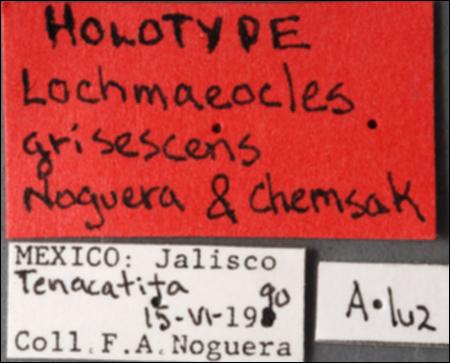 HOLOTYPE
Lochmaeocles
grisescens
Noguera & Chemsak
MEXICO: Jalisco
Tenacatita
15-VI-1990
Coll. F.A. Noguera
A. luz